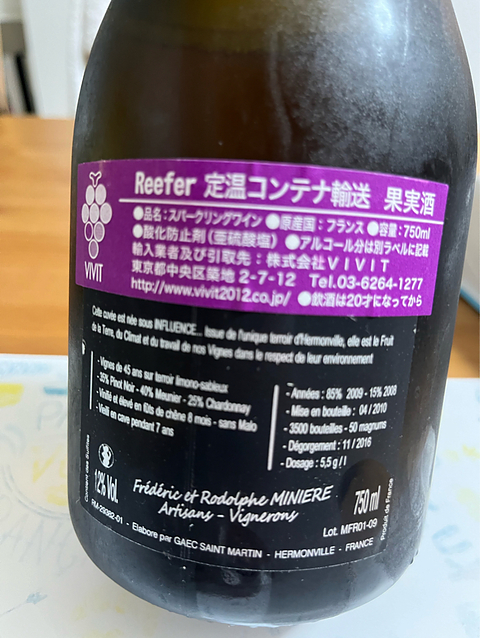 Reefer 定温コンテナ輸送 果実酒
●品名:スパークリングワイン ●原産国:フランス ●容量:750ml
●酸化防止剤(亜硫酸塩) ●アルコール分は別ラベルに記載
輸入業者及び引取先:株式会社VIVIT
東京都中央区築地 2-7-12 Tel.03-6264-1277
http://www.vivit2012.co.jp/ ●飲酒は20才になってから
VIVIT
Cette cuvée est née sous INFLUENCE... Issue de l'unique terroir d'Hermonville, elle est le Fruit
de la Terre, du Climat et du travail de nos Vignes dans le respect de leur environnement
- Vignes de 45 ans sur terroir limono-sableux
- 35% Pinot Noir - 40% Meunier - 25% Chardonnay
- Vinifié et élevé en fûts de chêne 8 mois - sans Malo
- Vieilli en cave pendant 7 ans
- Années : 85% 2009 - 15% 2008
- Mise en bouteille : 04 / 2010
- 3500 bouteilles - 50 magnums
- Dégorgement : 11 / 2016
- Dosage : 5,5 g / l
Contient des Sulfites
12% Vol.
Frédéric et Rodolphe MINIERE
Artisans - Vignerons
750 ml
Produit de France
Lot. MFR01-09
RM-29382-01 - Elabore par GAEC SAINT MARTIN - HERMONVILLE - FRANCE